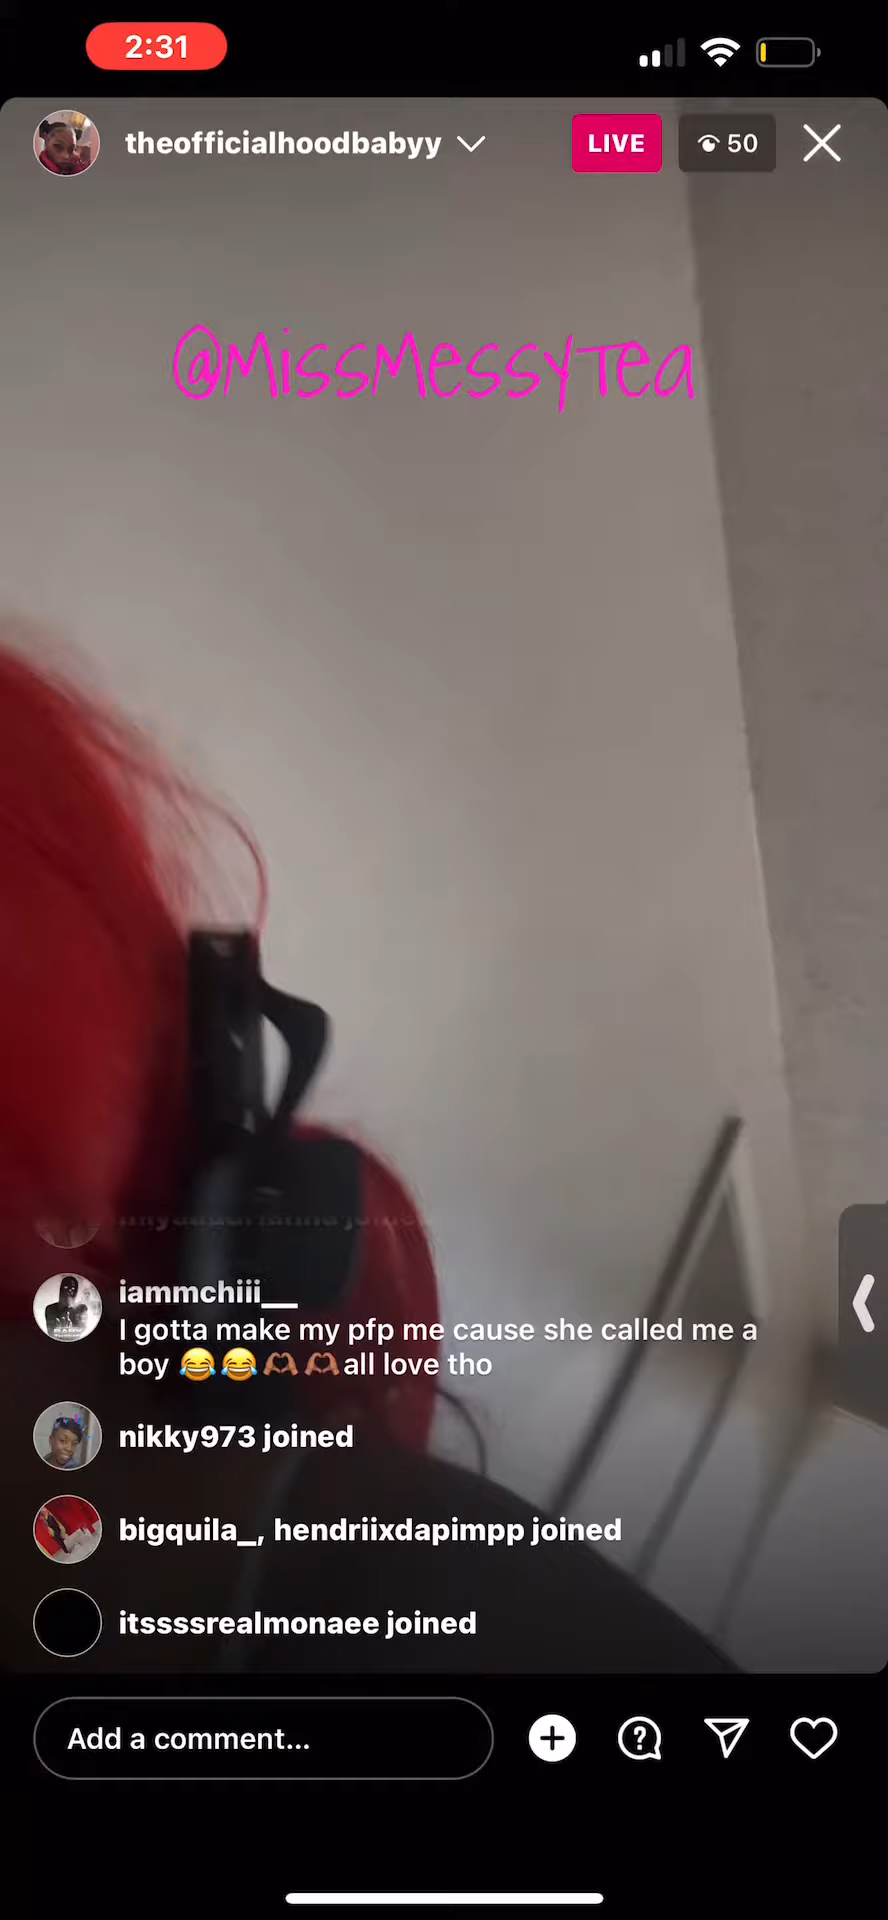 2:31
theofficialhoodbabyy
LIVE
50
@MissMessyTea
iammchiii__
I gotta make my pfp me cause she called me a
boy 😂😂🫶🏾🫶🏾all love tho
nikky973 joined
bigquila_, hendriixdapimpp joined
itssssrealmonaee joined
Add a comment...